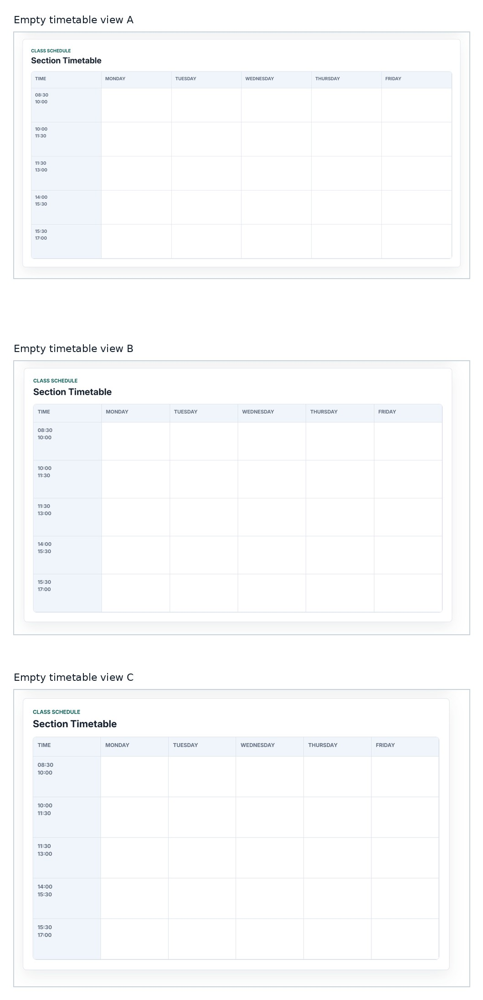 Empty timetable view A
CLASS SCHEDULE
Section Timetable
TIME MONDAY TUESDAY WEDNESDAY THURSDAY FRIDAY
08:30
10:00
10:00
11:30
11:30
13:00
14:00
15:30
15:30
17:00
Empty timetable view B
CLASS SCHEDULE
Section Timetable
TIME MONDAY TUESDAY WEDNESDAY THURSDAY FRIDAY
08:30
10:00
10:00
11:30
11:30
13:00
14:00
15:30
15:30
17:00
Empty timetable view C
CLASS SCHEDULE
Section Timetable
TIME MONDAY TUESDAY WEDNESDAY THURSDAY FRIDAY
08:30
10:00
10:00
11:30
11:30
13:00
14:00
15:30
15:30
17:00